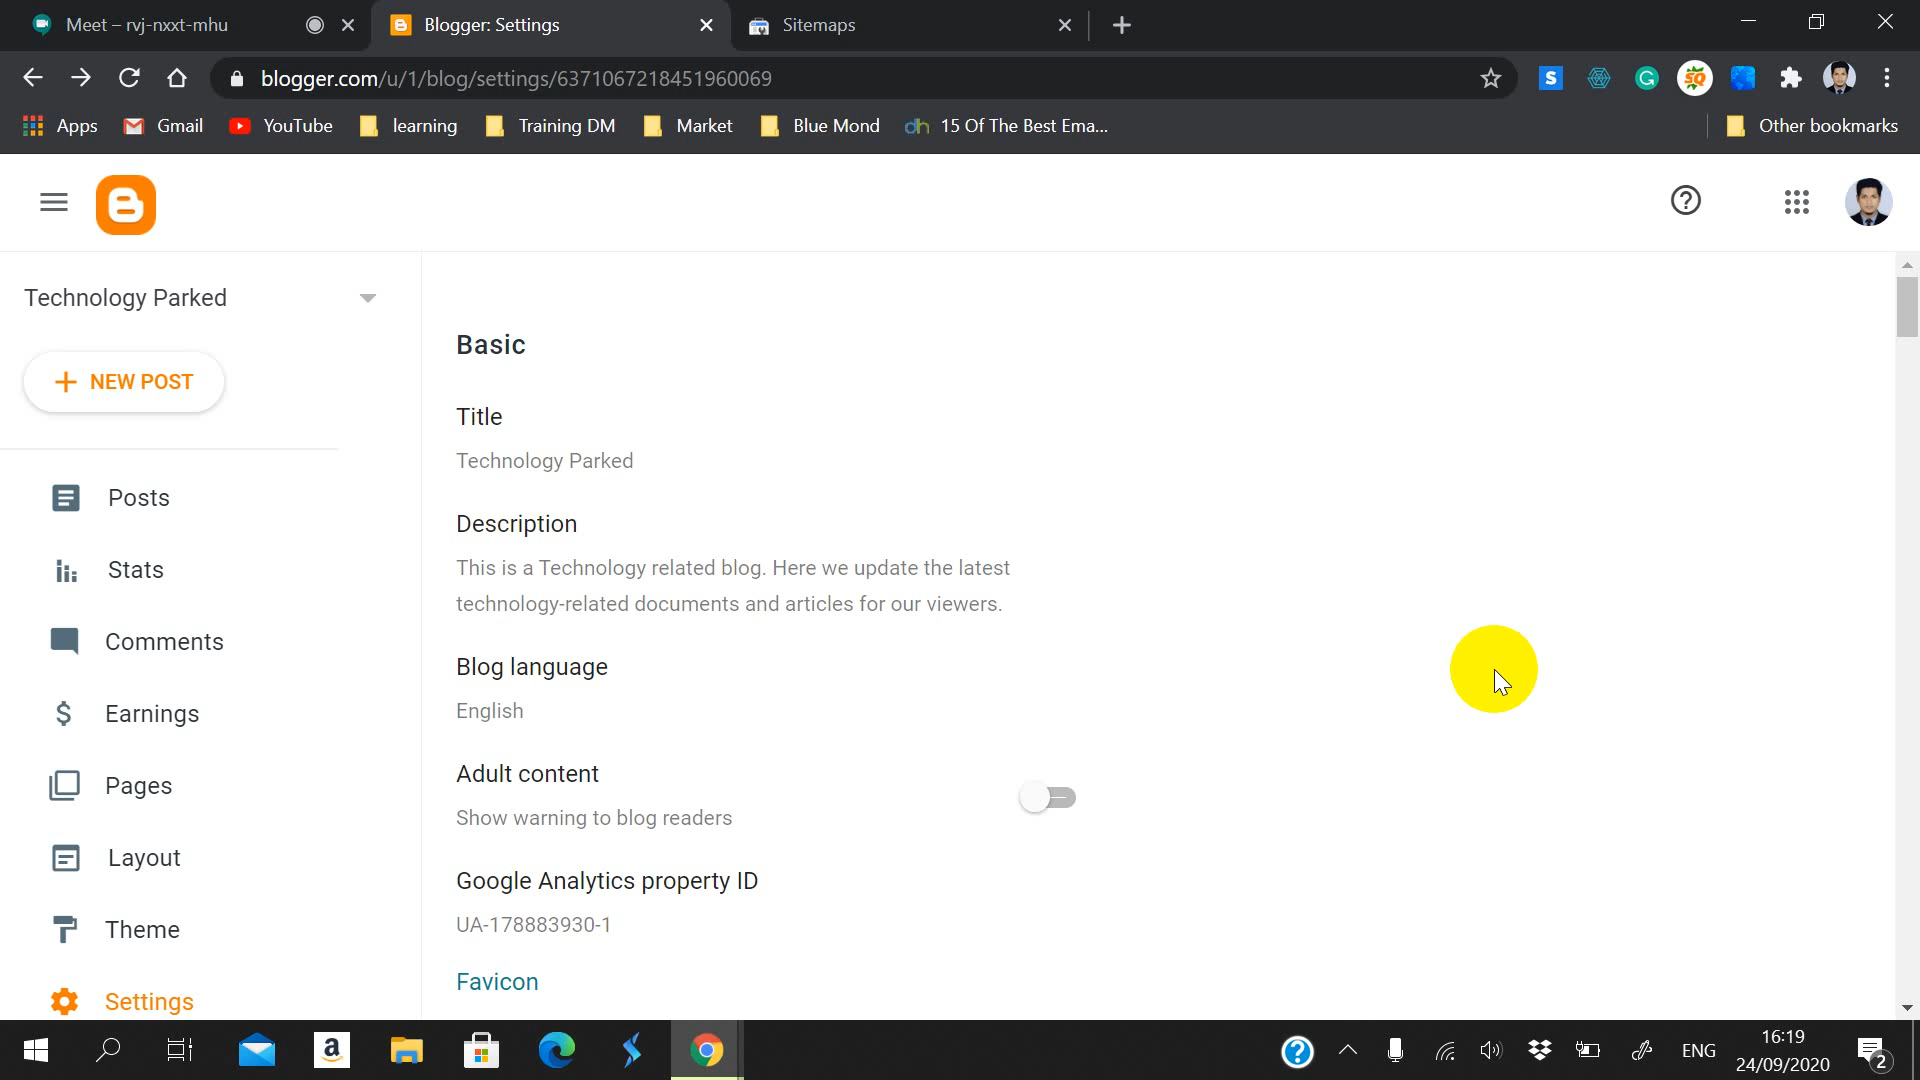 Meet – rvj-nxxt-mhu
Blogger: Settings
Sitemaps
blogger.com/u/1/blog/settings/6371067218451960069
Apps
Gmail
YouTube
learning
Training DM
Market
Blue Mond
dh
15 Of The Best Ema...
Other bookmarks
Technology Parked
NEW POST
Posts
Stats
Comments
Earnings
Pages
Layout
Theme
Settings
Basic
Title
Technology Parked
Description
This is a Technology related blog. Here we update the latest
technology-related documents and articles for our viewers.
Blog language
English
Adult content
Show warning to blog readers
Google Analytics property ID
UA-178883930-1
Favicon
ENG
16:19
24/09/2020
2